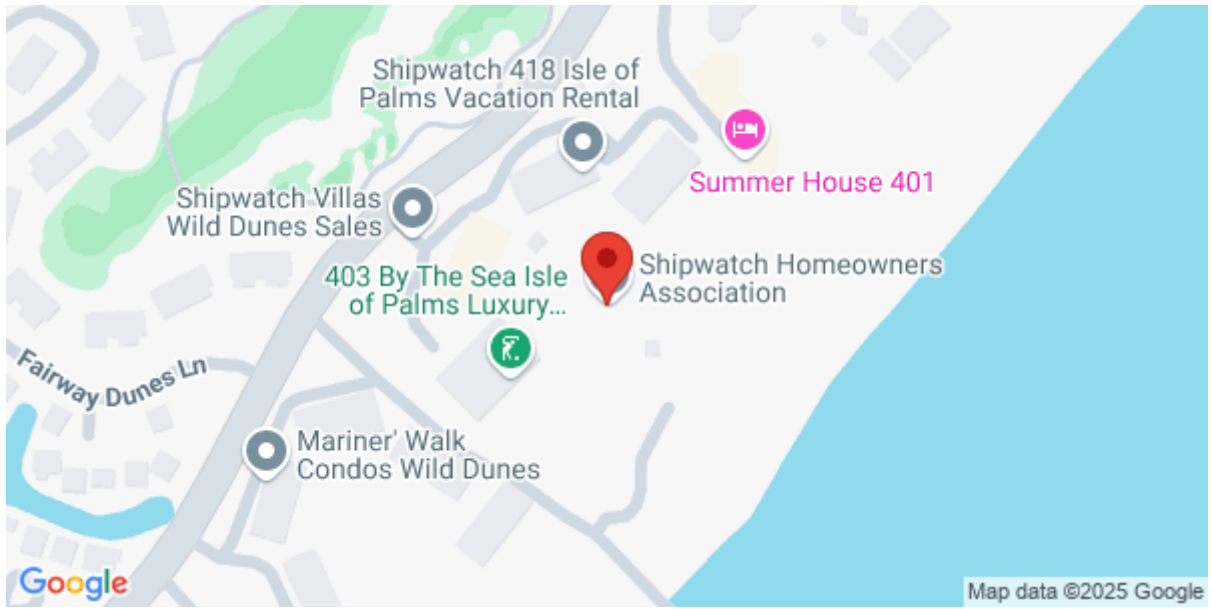 Shipwatch 418 Isle of
Palms Vacation Rental
Summer House 401
Shipwatch Villas
Wild Dunes Sales
403 By The Sea Isle
of Palms Luxury...
Shipwatch Homeowners
Association
Fairway Dunes Ln
Mariner' Walk
Condos Wild Dunes
Google
Map data ©2025 Google